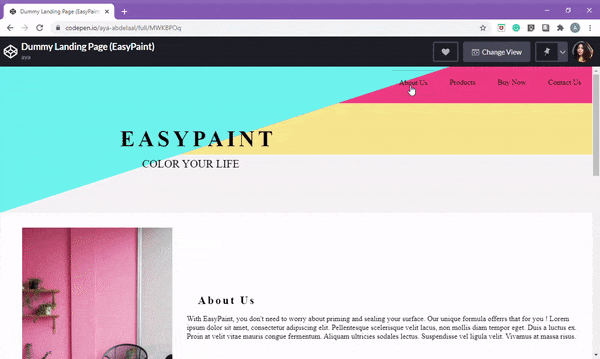 Dummy Landing Page (EasyPaint)
codepen.io/aya-abdelaal/full/MWKBPOq
Dummy Landing Page (EasyPaint)
aya
Change View
About Us
Products
Buy Now
Contact Us
EASYPAINT
COLOR YOUR LIFE
About Us
With EasyPaint, you don't need to worry about priming and sealing your surface. Our unique formula offerrs that for you ! Lorem
ipsum dolor sit amet, consectetur adipiscing elit. Pellentesque scelerisque velit lacus, non mollis diam tempor eget. Duis a luctus ex.
Proin at velit vitae mauris congue fermentum. Aliquam ultricies sodales lectus. Suspendisse vel ligula velit. Vivamus at massa risus.